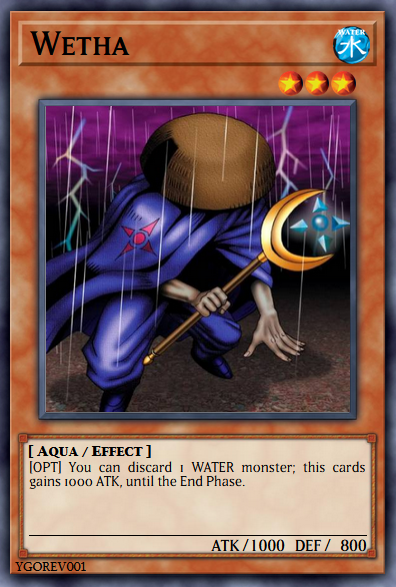 Wetha
WATER
水
[ Aqua / Effect ]
[OPT] You can discard 1 WATER monster; this cards
gains 1000 ATK, until the End Phase.
ATK/1000 DEF/ 800
YGOREV001